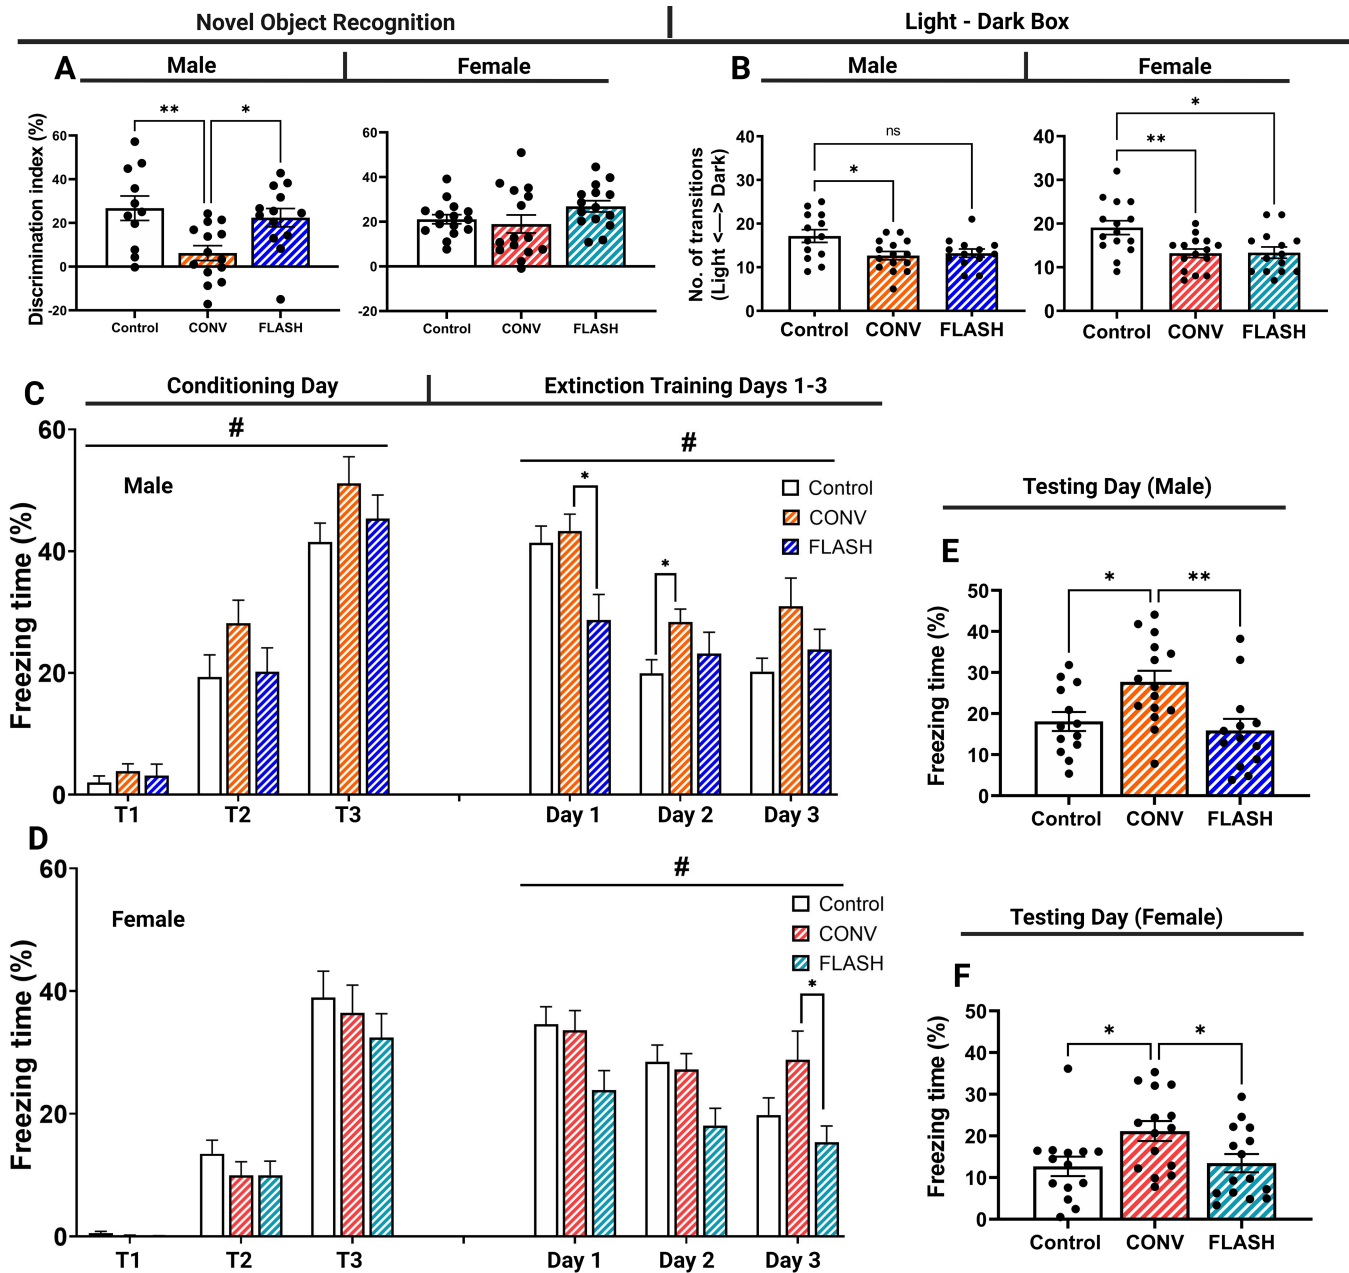 Novel Object Recognition
Light - Dark Box
A
Male
Female
B
Male
Female
Discrimination index (%)
60
40
20
0
-20
**
*
Control
CONV
FLASH
60
40
20
0
-20
Control
CONV
FLASH
No. of transitions
(Light <—> Dark)
40
30
20
10
0
ns
*
Control
CONV
FLASH
40
30
20
10
0
*
**
Control
CONV
FLASH
C
Conditioning Day
Extinction Training Days 1-3
Freezing time (%)
60
40
20
0
#
#
Male
*
*
Control
CONV
FLASH
T1
T2
T3
Day 1
Day 2
Day 3
Testing Day (Male)
E
Freezing time (%)
50
40
30
20
10
0
*
**
Control
CONV
FLASH
D
Freezing time (%)
60
40
20
0
#
Female
Control
CONV
FLASH
*
T1
T2
T3
Day 1
Day 2
Day 3
Testing Day (Female)
F
Freezing time (%)
50
40
30
20
10
0
*
*
Control
CONV
FLASH